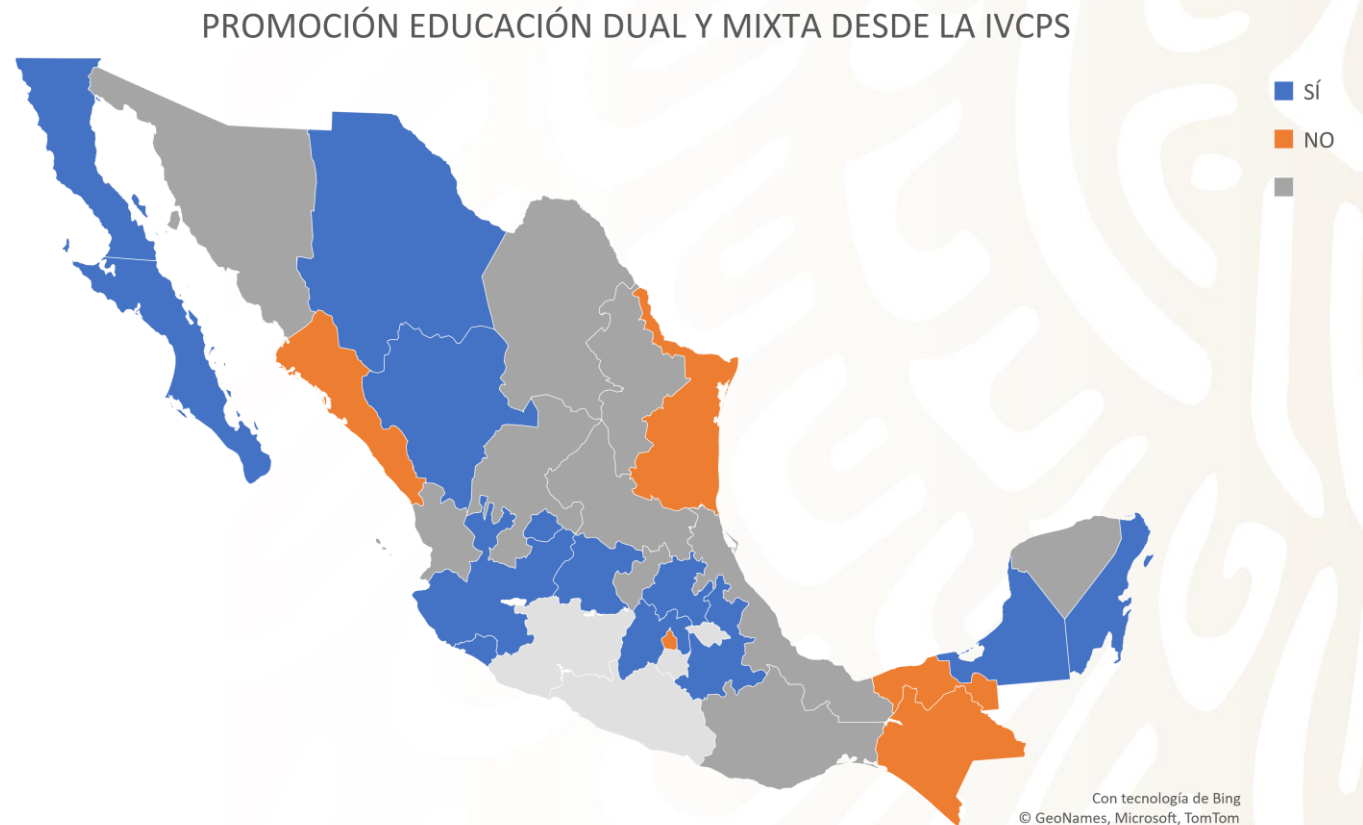 PROMOCIÓN EDUCACIÓN DUAL Y MIXTA DESDE LA IVCPS
SÍ
NO
Con tecnología de Bing
© GeoNames, Microsoft, TomTom